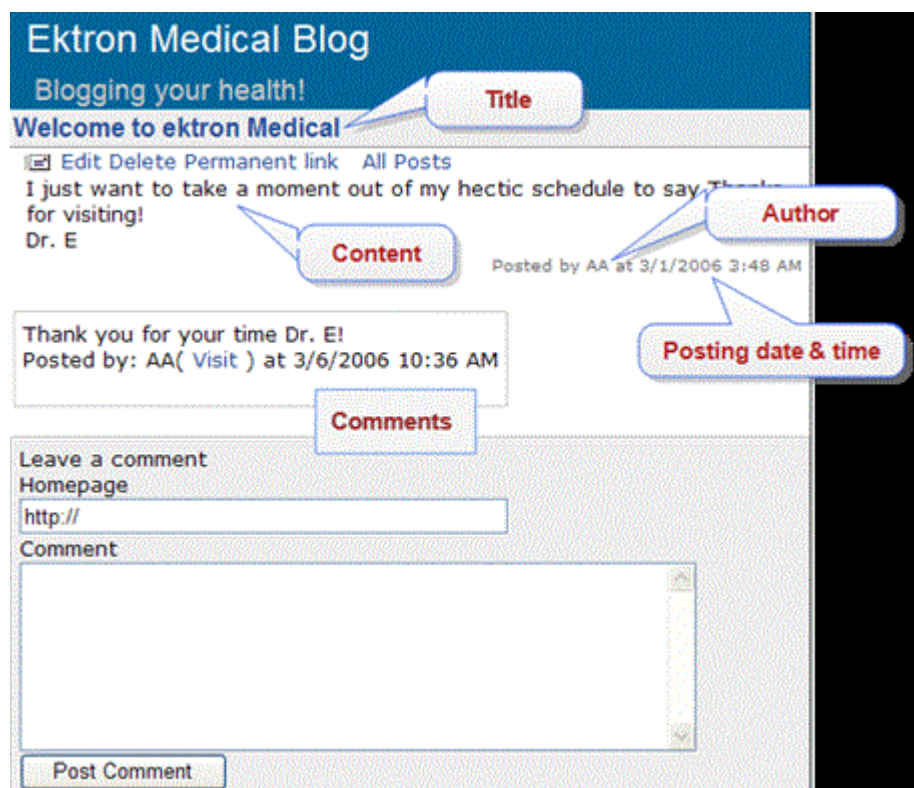 Ektron Medical Blog
Blogging your health!
Title
Welcome to ektron Medical
Edit Delete Permanent link All Posts
I just want to take a moment out of my hectic schedule to say Thanks
for visiting!
Author
Dr. E
Content
Posted by AA at 3/1/2006 3:48 AM
Thank you for your time Dr. E!
Posting date & time
Posted by: AA( Visit ) at 3/6/2006 10:36 AM
Comments
Leave a comment
Homepage
http://
Comment
Post Comment